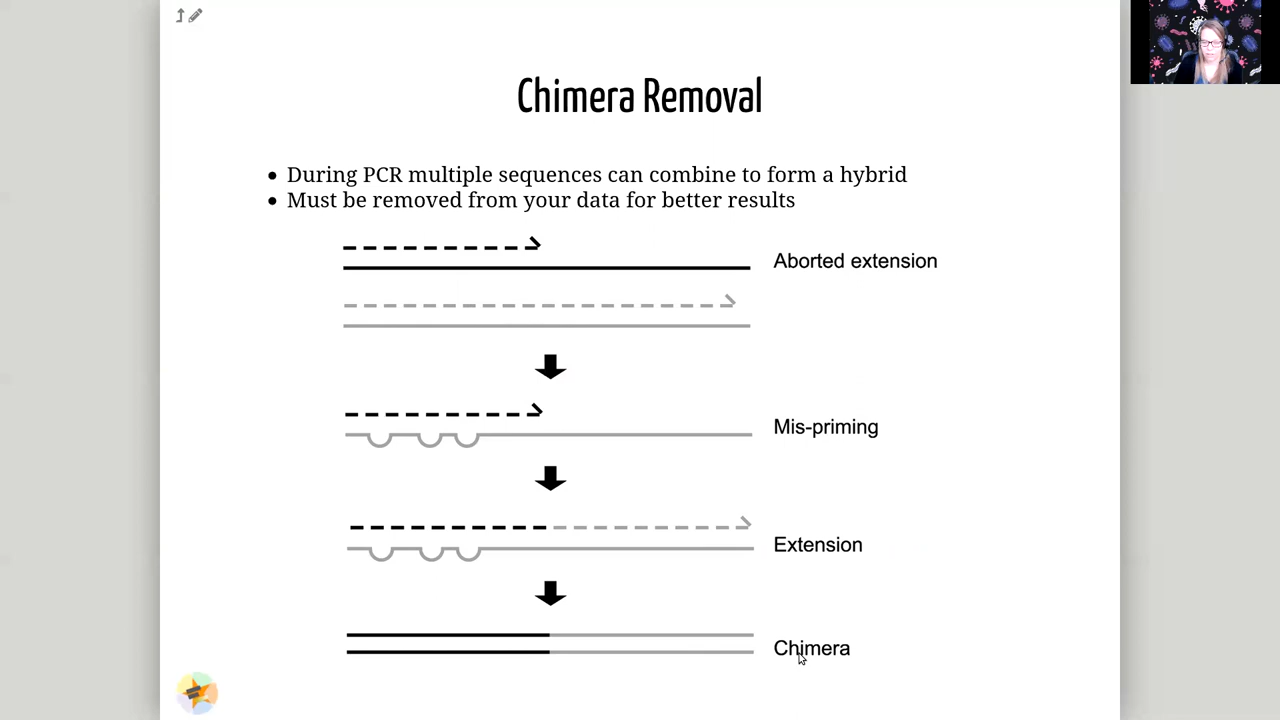 Chimera Removal
During PCR multiple sequences can combine to form a hybrid
Must be removed from your data for better results
Aborted extension
Mis-priming
Extension
Chimera